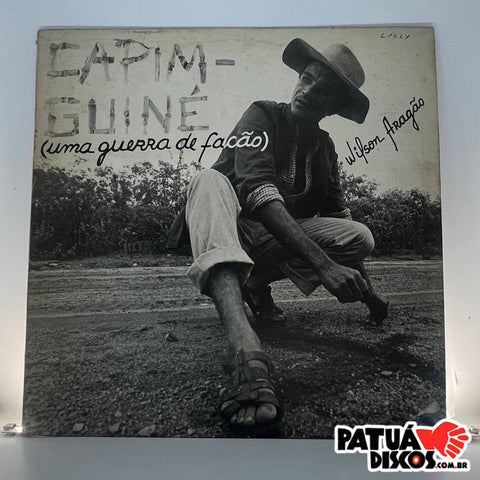 CAPIM-
GUINÉ
(uma guerra de facão)
Wilson Aragão
PATUÁ
DISCOS
.COM.BR